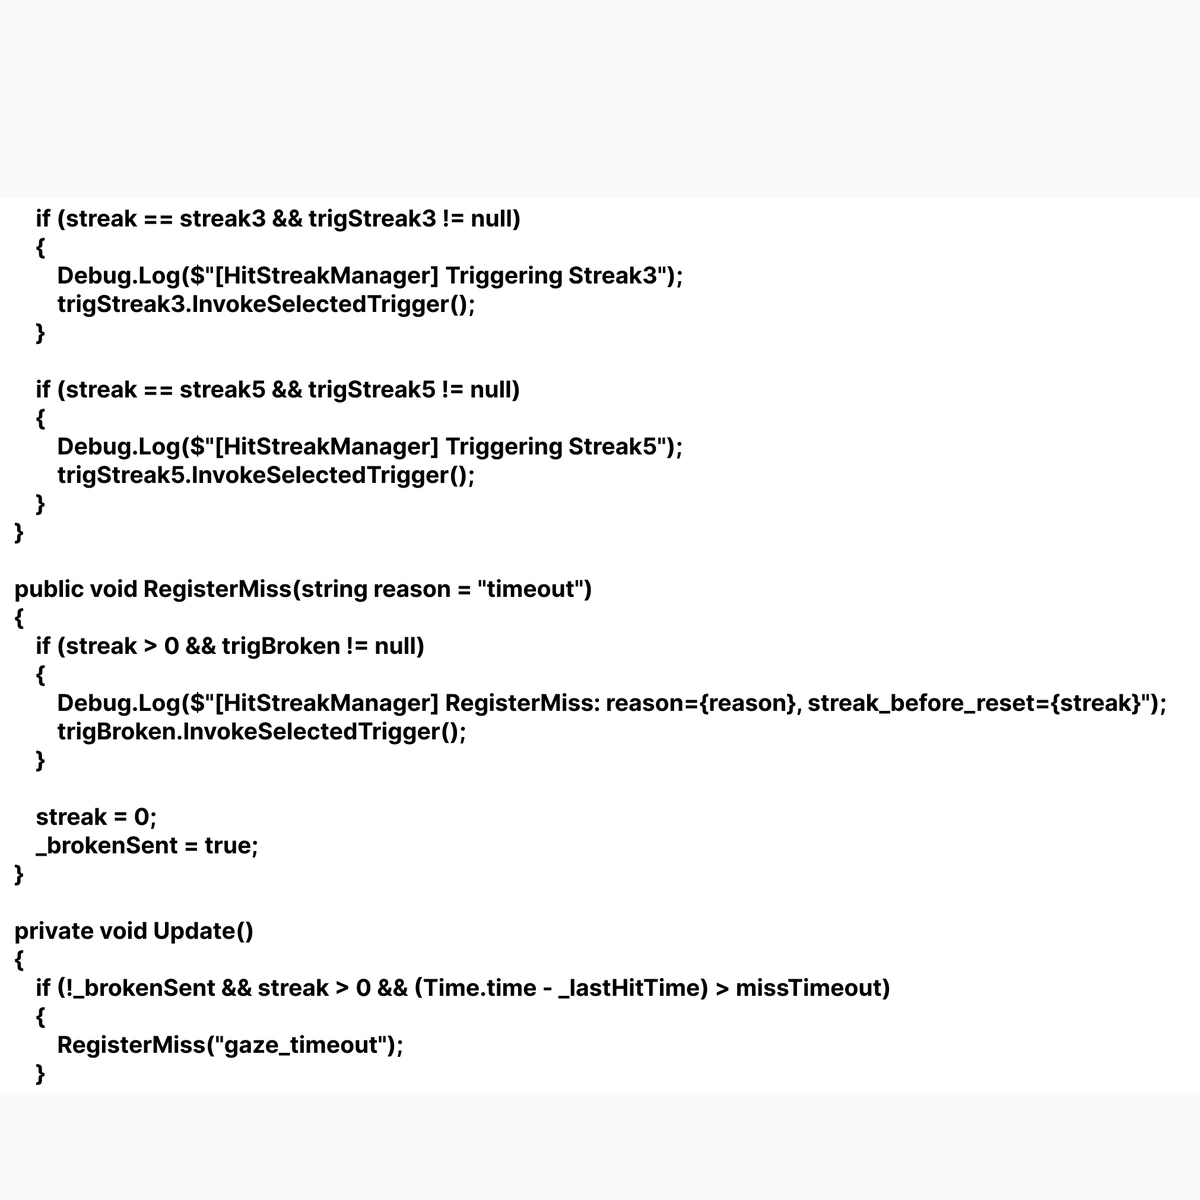 if (streak == streak3 && trigStreak3 != null)
{
Debug.Log($"[HitStreakManager] Triggering Streak3");
trigStreak3.InvokeSelectedTrigger();
}
if (streak == streak5 && trigStreak5 != null)
{
Debug.Log($"[HitStreakManager] Triggering Streak5");
trigStreak5.InvokeSelectedTrigger();
}
}
public void RegisterMiss(string reason = "timeout")
{
if (streak > 0 && trigBroken != null)
{
Debug.Log($"[HitStreakManager] RegisterMiss: reason={reason}, streak_before_reset={streak}");
trigBroken.InvokeSelectedTrigger();
}
streak = 0;
_brokenSent = true;
}
private void Update()
{
if (!_brokenSent && streak > 0 && (Time.time - _lastHitTime) > missTimeout)
{
RegisterMiss("gaze_timeout");
}